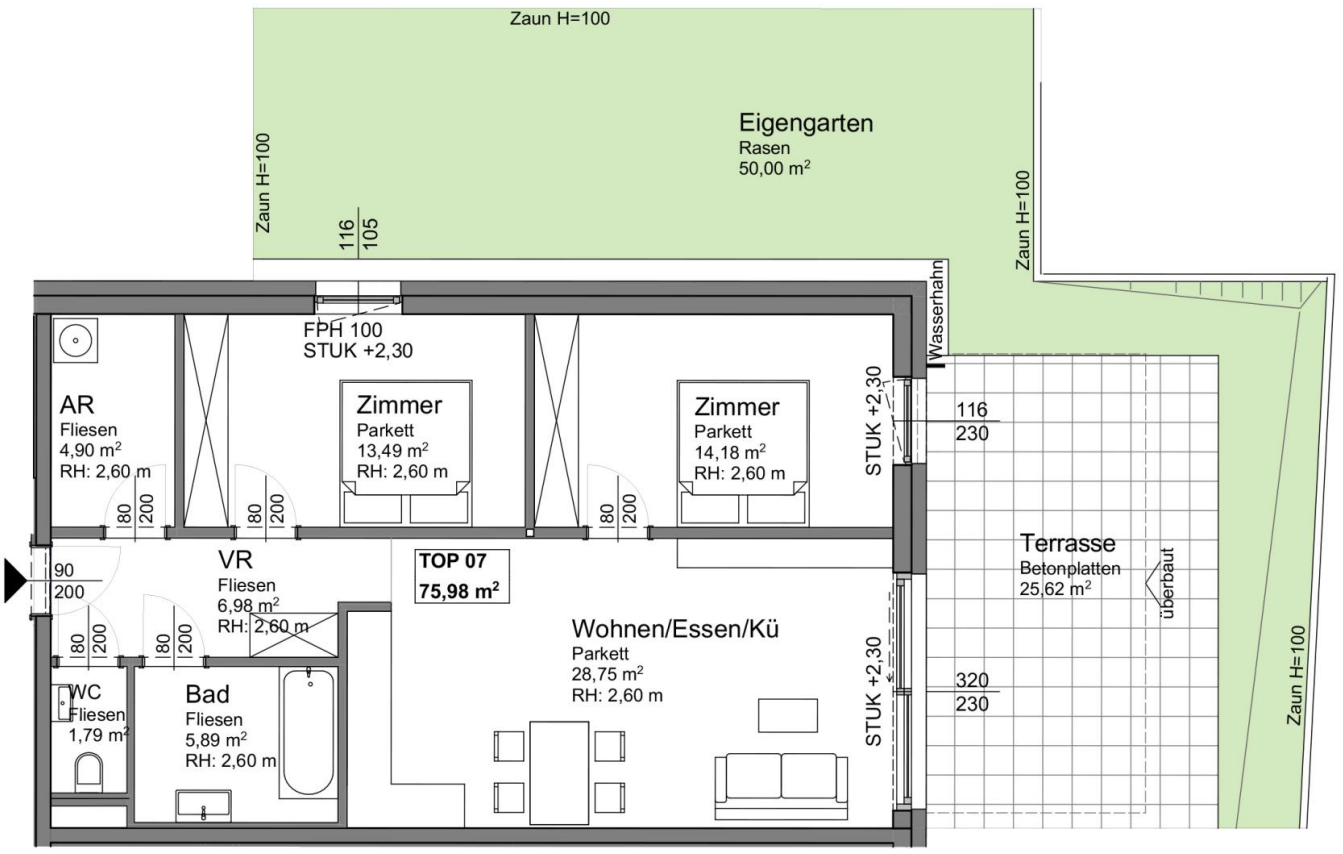 Zaun H=100
Eigengarten
Rasen
50,00 m²
Zaun H=100
Zaun H=100
116
105
Wasserhahn
FPH 100
STUK +2,30
AR
Fliesen
4,90 m²
RH: 2,60 m
Zimmer
Parkett
13,49 m²
RH: 2,60 m
Zimmer
Parkett
14,18 m²
RH: 2,60 m
STUK +2,30
116
230
80
200
80
200
80
200
90
200
VR
Fliesen
6,98 m²
RH: 2,60 m
TOP 07
75,98 m²
Terrasse
Betonplatten
25,62 m²
überbaut
80
200
80
200
Wohnen/Essen/Kü
Parkett
28,75 m²
RH: 2,60 m
STUK +2,30
320
230
Zaun H=100
WC
Fliesen
1,79 m²
Bad
Fliesen
5,89 m²
RH: 2,60 m